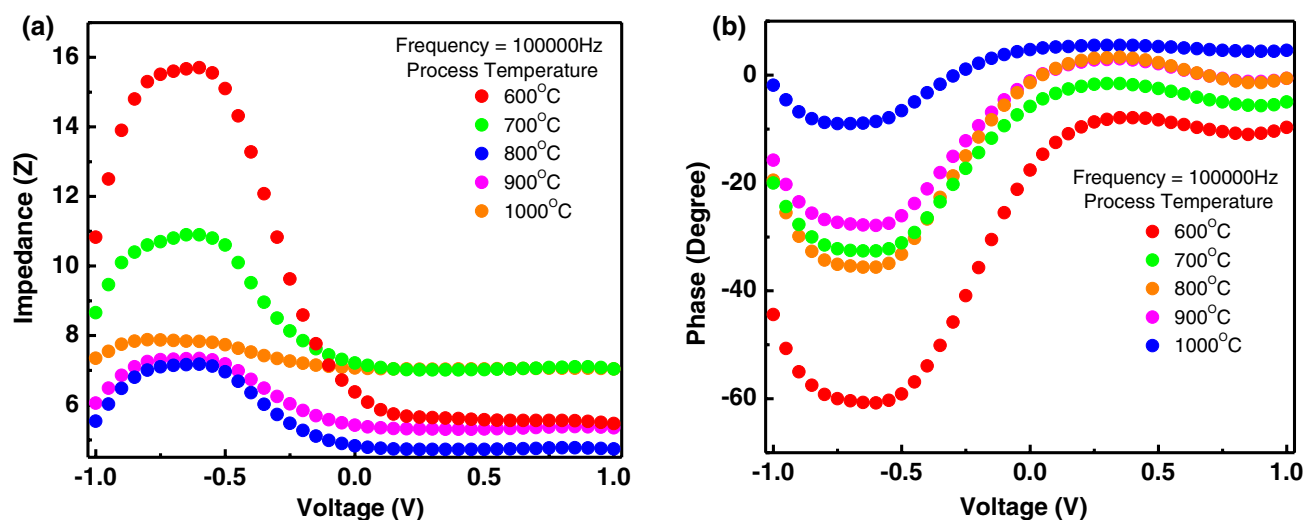 (a)
Frequency = 100000Hz
Process Temperature
600°C
700°C
800°C
900°C
1000°C
16
14
12
10
8
6
Impedance (Z)
-1.0 -0.5 0.0 0.5 1.0
Voltage (V)
(b)
0
-20
-40
-60
Phase (Degree)
Frequency = 100000Hz
Process Temperature
600°C
700°C
800°C
900°C
1000°C
-1.0 -0.5 0.0 0.5 1.0
Voltage (V)